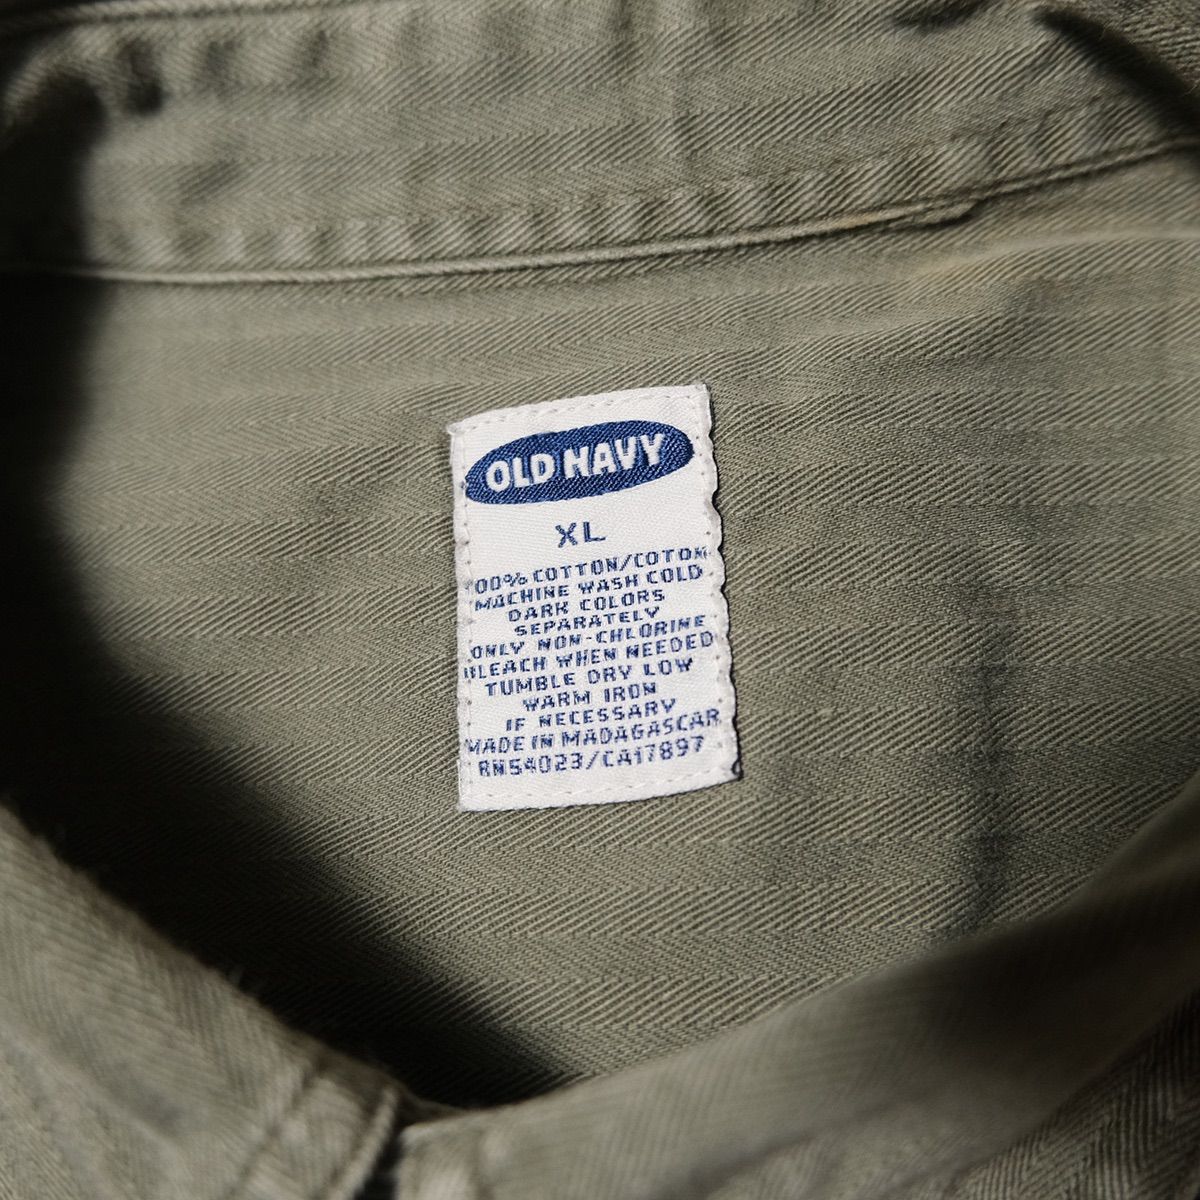 OLD NAVY
XL
100% COTTON/COTON
MACHINE WASH COLD
DARK COLORS
SEPARATELY
ONLY NON-CHLORINE
BLEACH WHEN NEEDED
TUMBLE DRY LOW
WARM IRON
IF NECESSARY
MADE IN MADAGASCAR
RN54023/CA17897